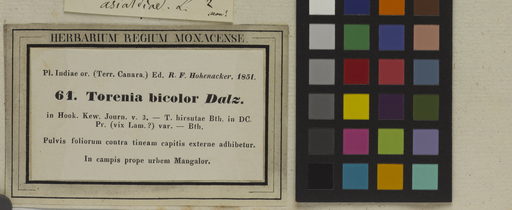 asiaticae. L.
HERBARIUM REGIUM MONACENSE.
Pl. Indiae or. (Terr. Canara.) Ed. R. F. Hohenacker. 1851.
61. Torenia bicolor Dalz.
in Hook. Kew. Journ. v. 3. — T. hirsutae Bth. in DC.
Pr. (vix Lam.?) var. — Bth.
Pulvis foliorum contra tineam capitis externe adhibetur.
In campis prope urbem Mangalor.